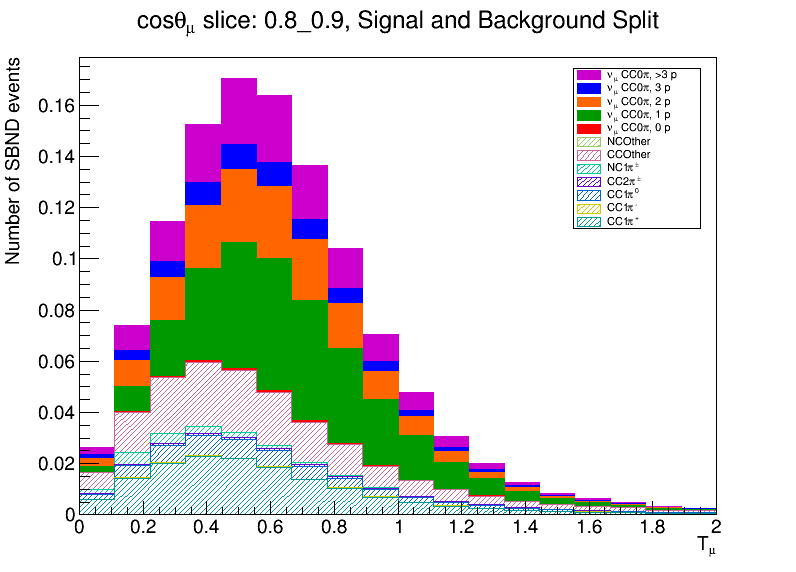 cosθμ slice: 0.8_0.9, Signal and Background Split
Number of SBND events
0.16
0.14
0.12
0.1
0.08
0.06
0.04
0.02
0
νμ CC0π, >3 p
νμ CC0π, 3 p
νμ CC0π, 2 p
νμ CC0π, 1 p
νμ CC0π, 0 p
NCOther
CCOther
NC1π±
CC2π±
CC1π0
CC1π-
CC1π+
0 0.2 0.4 0.6 0.8 1 1.2 1.4 1.6 1.8 2
Tμ